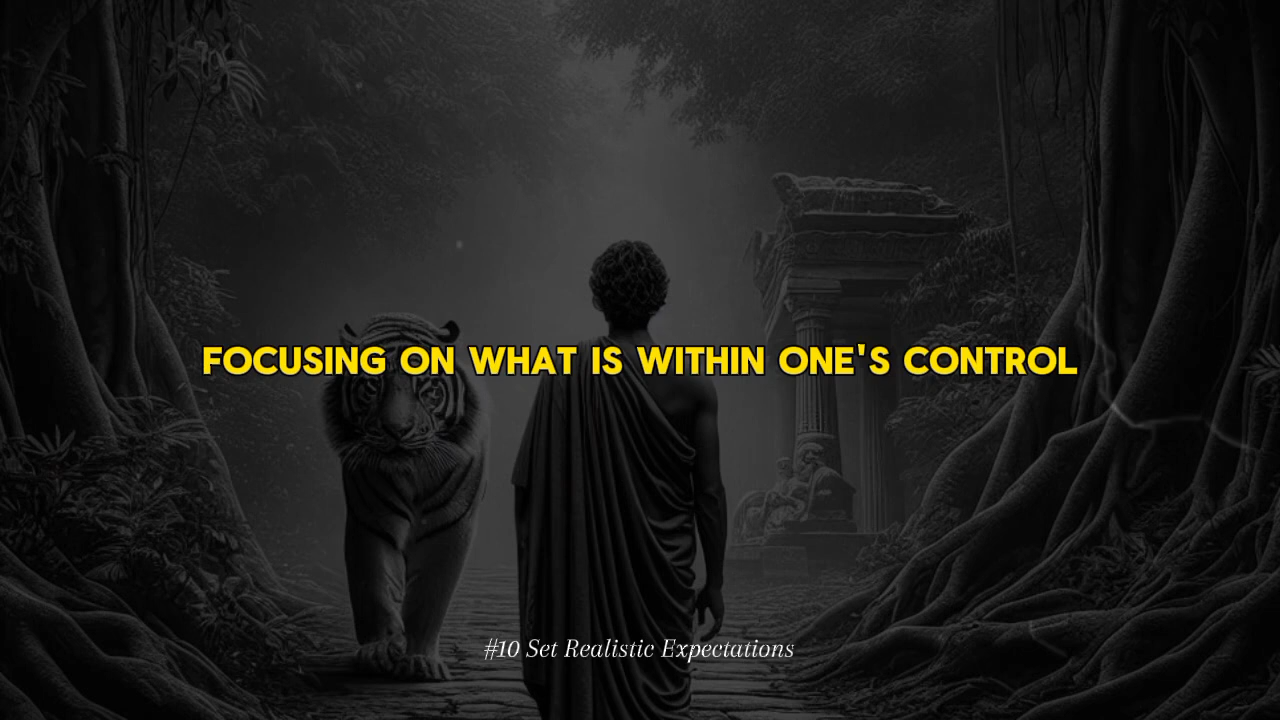 FOCUSING ON WHAT IS WITHIN ONE'S CONTROL
#10 Set Realistic Expectations